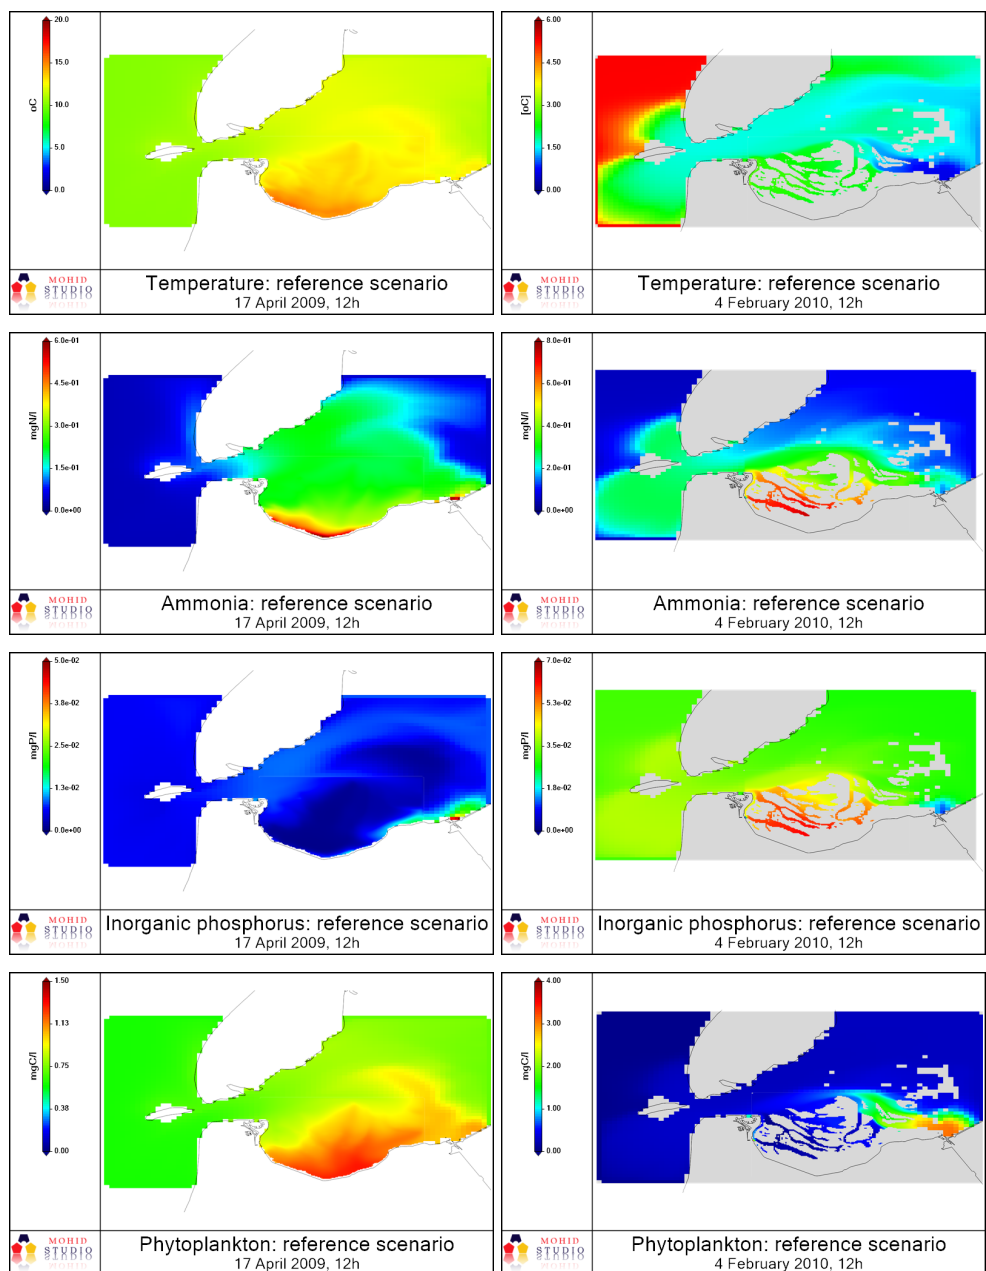 20.0
15.0
10.0
5.0
0.0
oC
MOHID
STUDIO
Temperature: reference scenario
17 April 2009, 12h
6.00
4.50
3.00
1.50
0.00
[oC]
MOHID
STUDIO
Temperature: reference scenario
4 February 2010, 12h
6.0e-01
4.5e-01
3.0e-01
1.5e-01
0.0e+00
mgN/l
MOHID
STUDIO
Ammonia: reference scenario
17 April 2009, 12h
8.0e-01
6.0e-01
4.0e-01
2.0e-01
0.0e+00
mgN/l
MOHID
STUDIO
Ammonia: reference scenario
4 February 2010, 12h
5.0e-02
3.8e-02
2.5e-02
1.3e-02
0.0e+00
mgP/l
MOHID
STUDIO
Inorganic phosphorus: reference scenario
17 April 2009, 12h
7.0e-02
5.3e-02
3.5e-02
1.8e-02
0.0e+00
mgP/l
MOHID
STUDIO
Inorganic phosphorus: reference scenario
4 February 2010, 12h
1.50
1.13
0.75
0.38
0.00
mgC/l
MOHID
STUDIO
Phytoplankton: reference scenario
17 April 2009, 12h
4.00
3.00
2.00
1.00
0.00
mgC/l
MOHID
STUDIO
Phytoplankton: reference scenario
4 February 2010, 12h